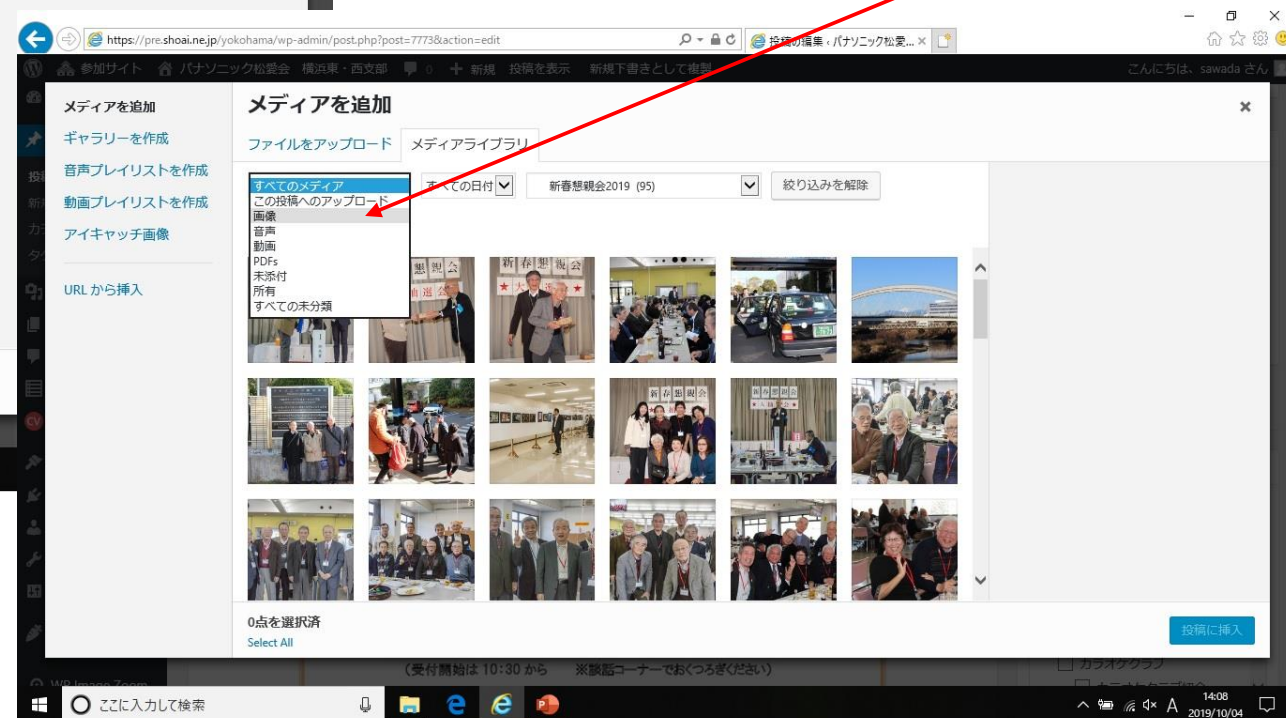 https://pre.shoai.ne.jp/yokohama/wp-admin/post.php?post=7773&action=edit
投稿の編集 ‹ パナソニック松愛...
参加サイト パナソニック松愛会 横浜東・西支部 0 新規 投稿を表示 新規下書きとして複製
こんにちは、sawada さん
メディアを追加
ギャラリーを作成
音声プレイリストを作成
動画プレイリストを作成
アイキャッチ画像
URL から挿入
メディアを追加
ファイルをアップロード メディアライブラリ
すべてのメディア
この投稿へのアップロード
画像
音声
動画
PDFs
未添付
所有
すべての未分類
すべての日付
新春懇親会2019 (95)
絞り込みを解除
新春懇親会
新春懇親会
0点を選択済
Select All
投稿に挿入
(受付開始は 10:30 から ※談話コーナーでおくつろぎください)
カラオケクラブ
WP Image Zoom
ここに入力して検索
A
14:08
2019/10/04